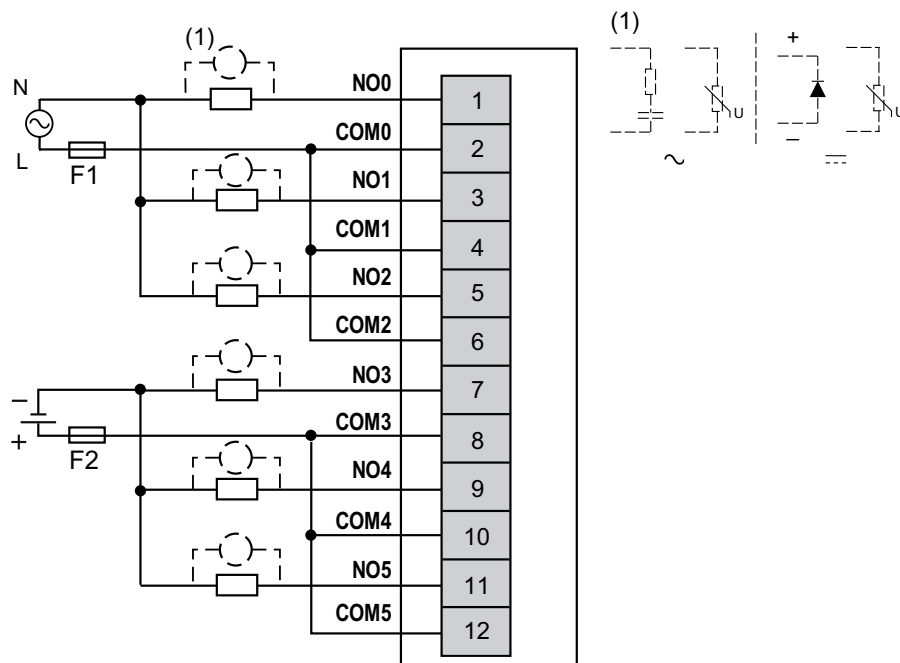 (1)
N
L
F1
NO0
1
COM0
2
NO1
3
COM1
4
NO2
5
COM2
6
NO3
7
–
+
F2
COM3
8
NO4
9
COM4
10
NO5
11
COM5
12
(1)
U
+
–
U